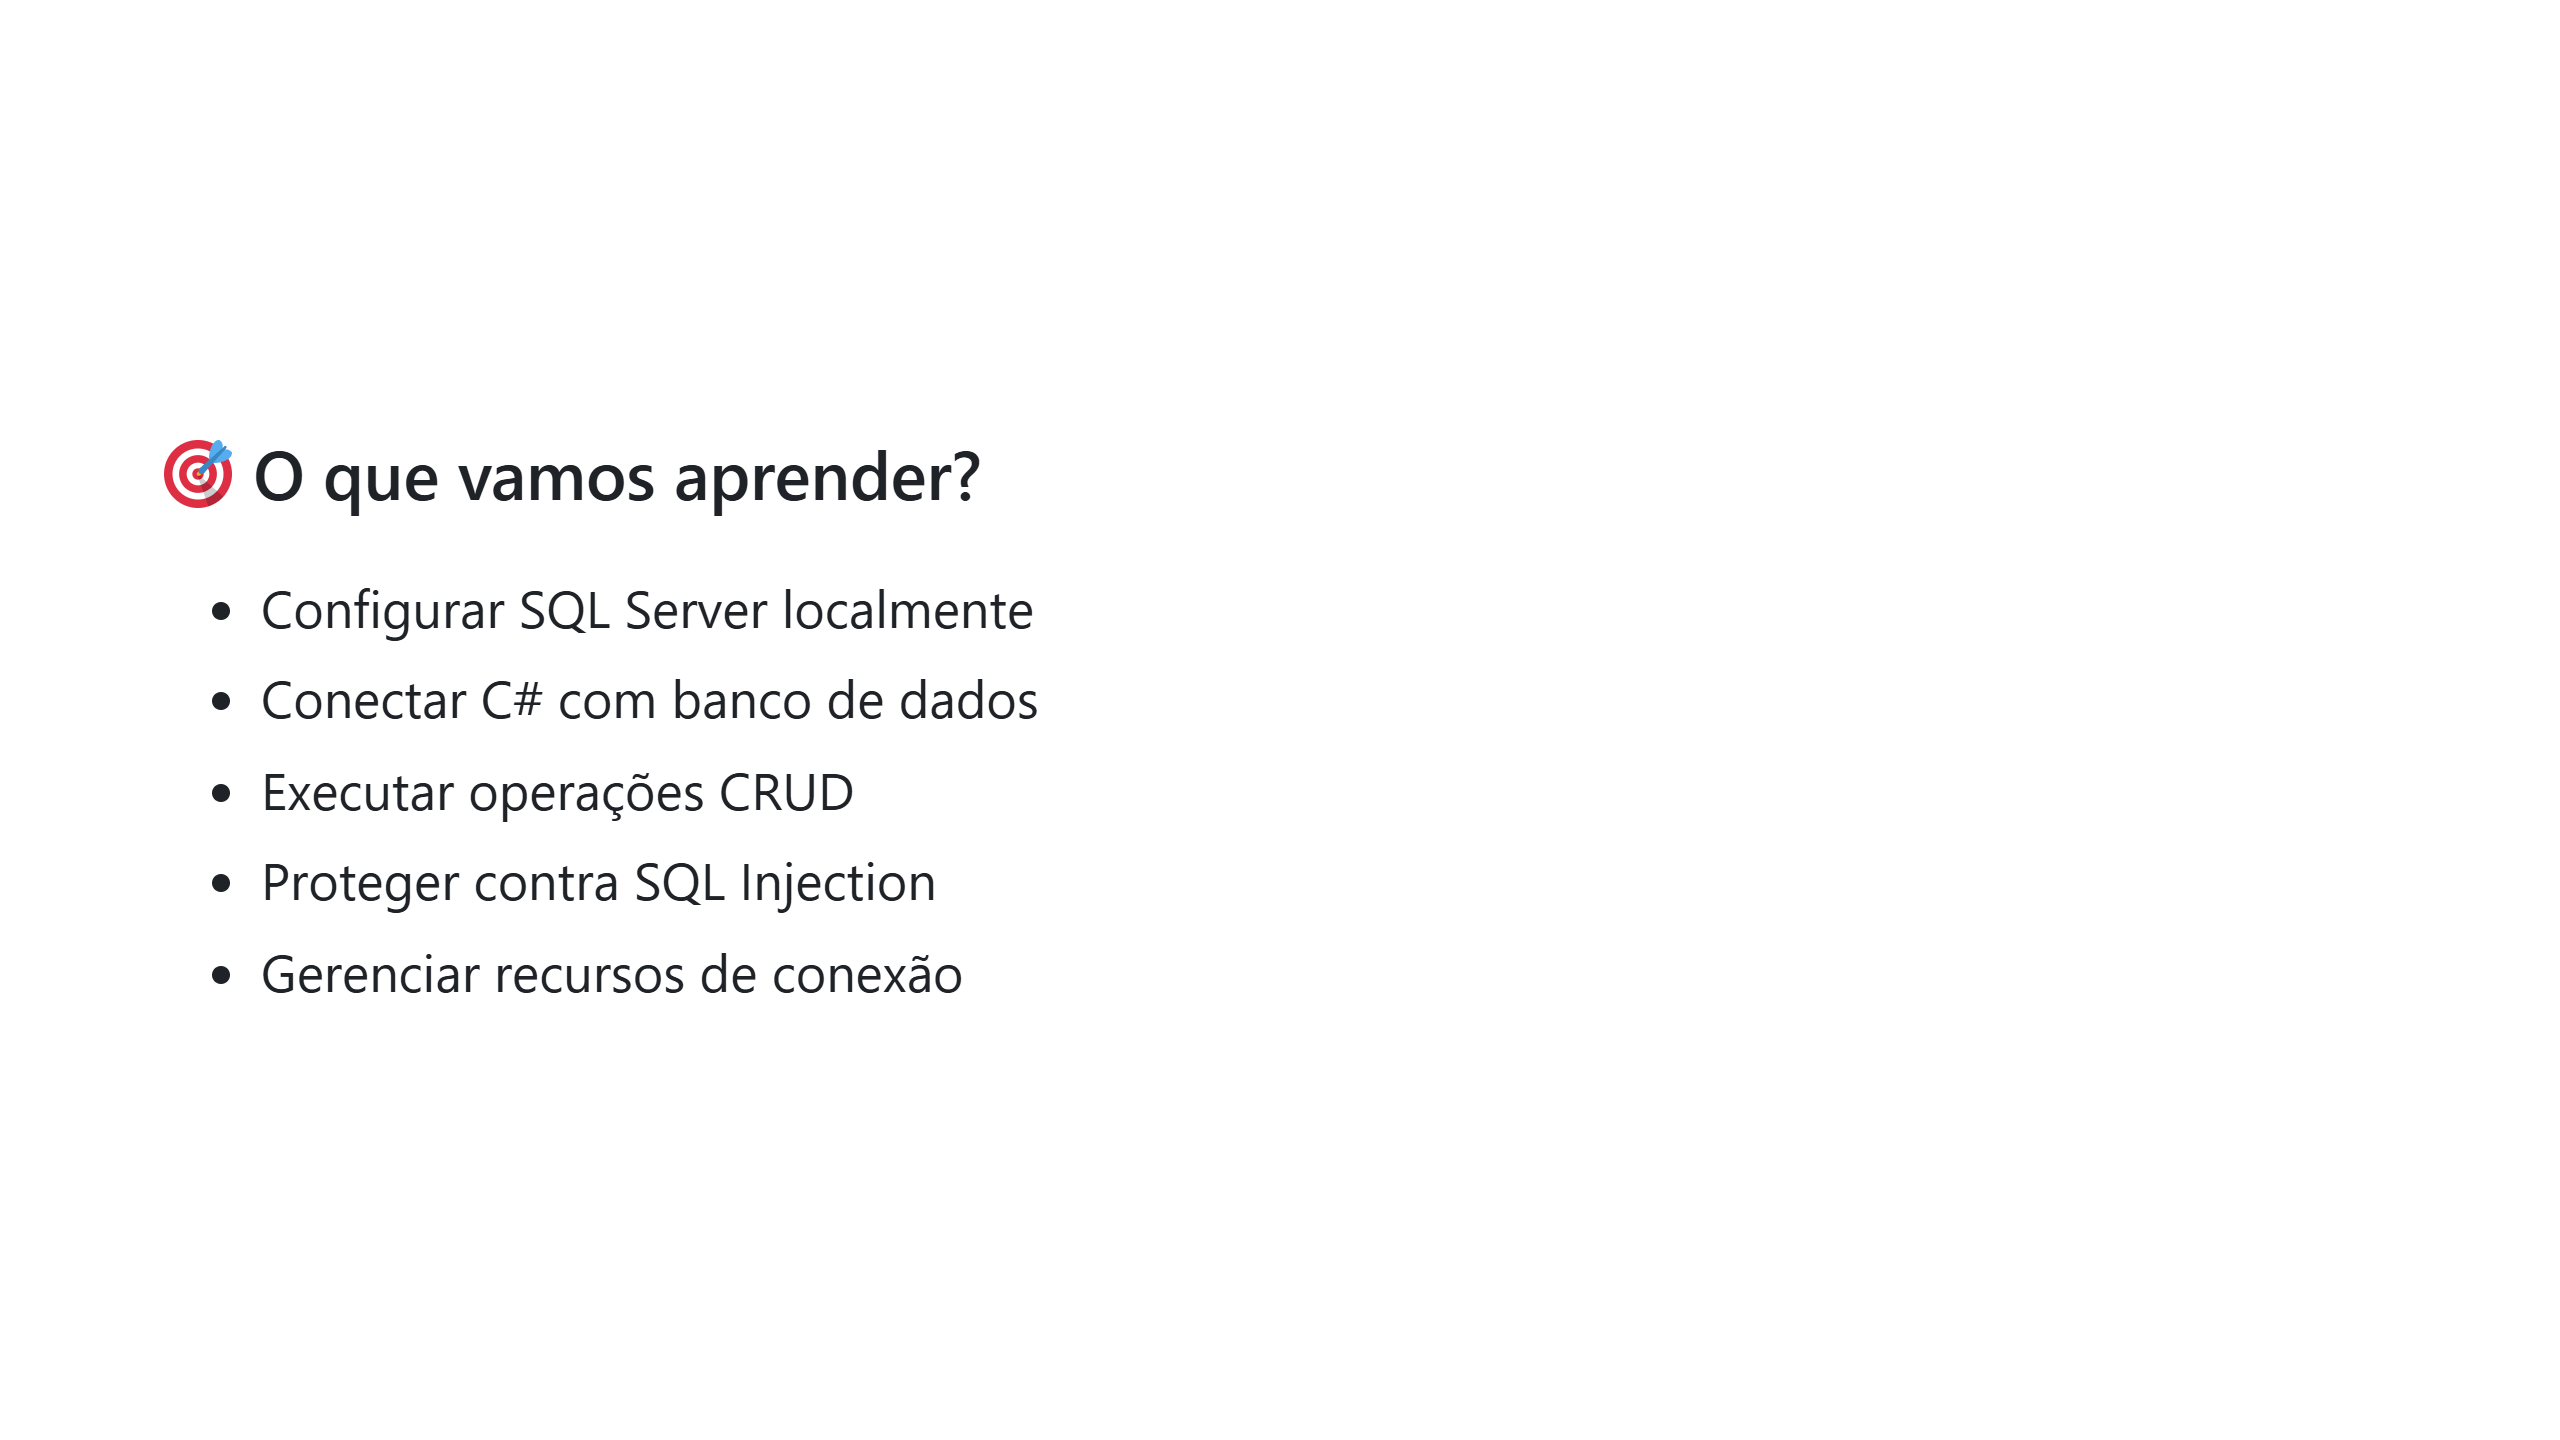 🎯 O que vamos aprender?
• Configurar SQL Server localmente
• Conectar C# com banco de dados
• Executar operações CRUD
• Proteger contra SQL Injection
• Gerenciar recursos de conexão